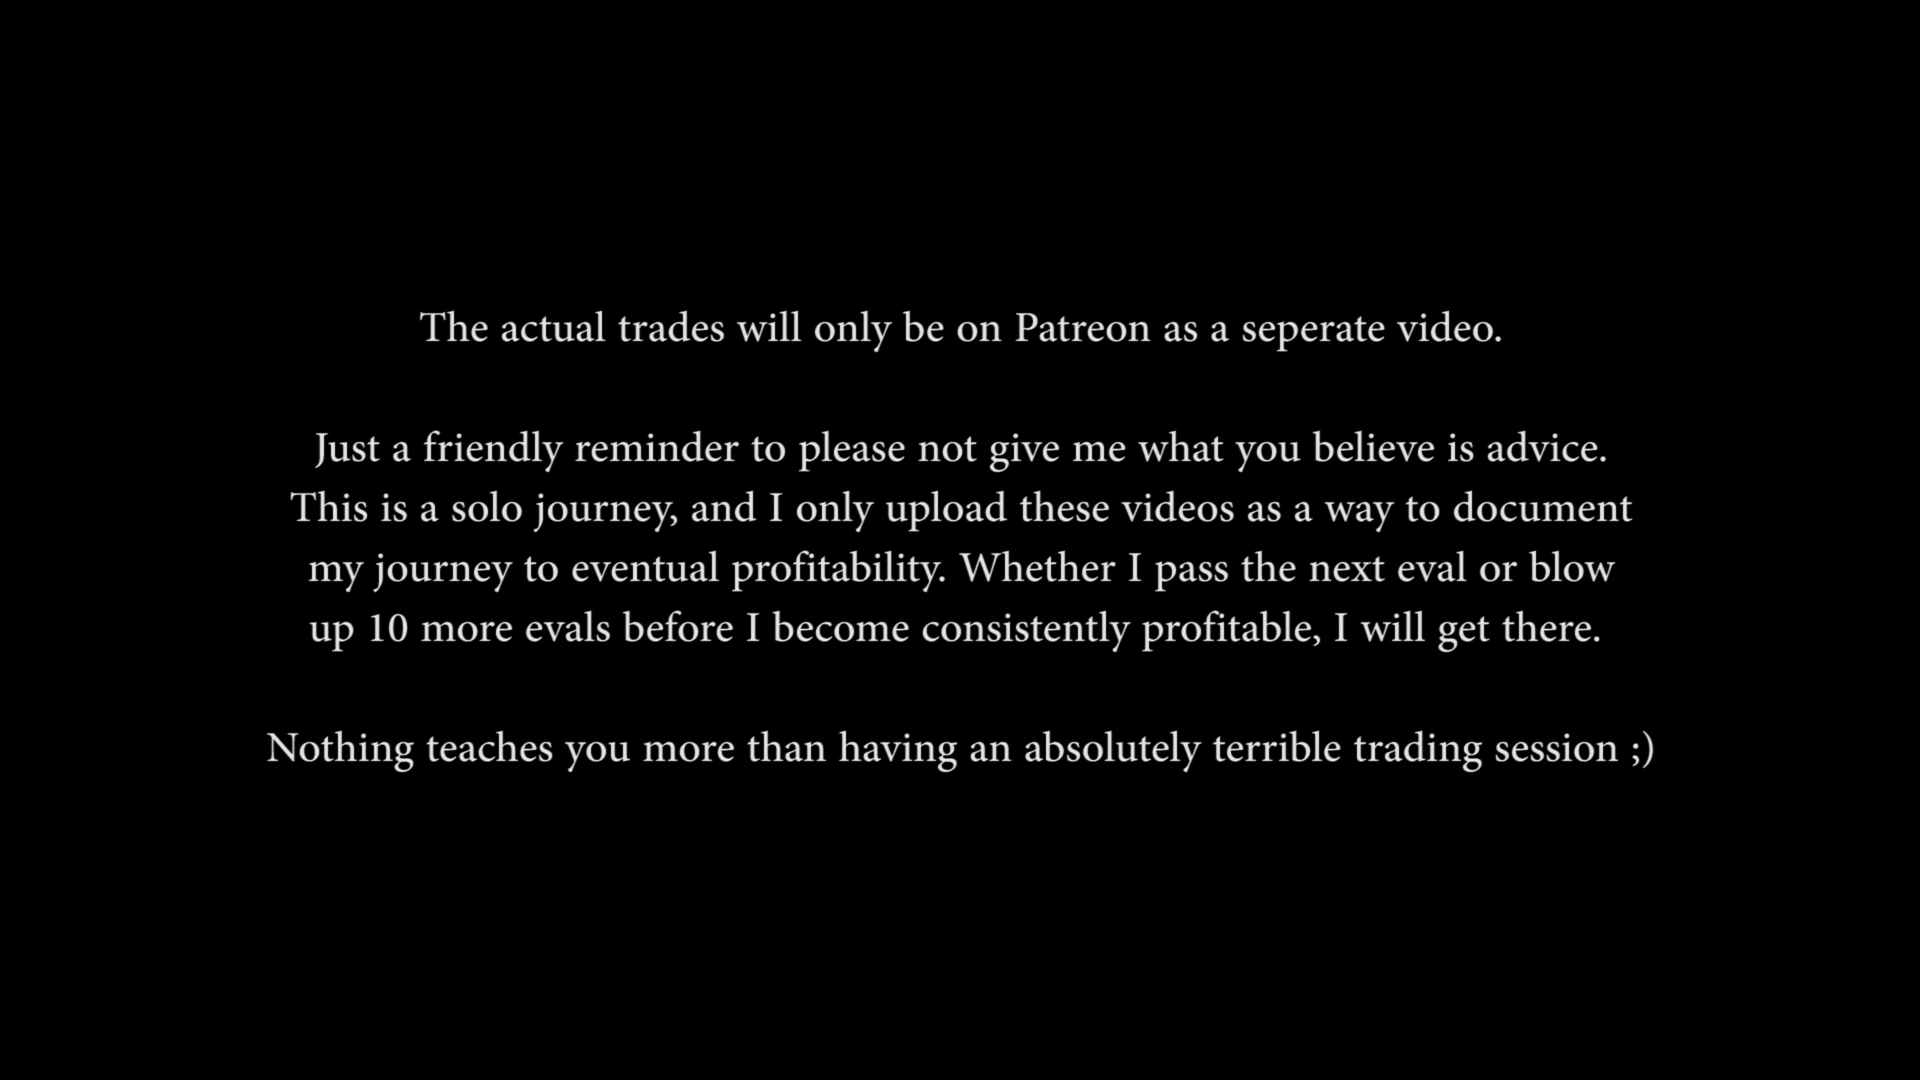 The actual trades will only be on Patreon as a seperate video.
Just a friendly reminder to please not give me what you believe is advice.
This is a solo journey, and I only upload these videos as a way to document
my journey to eventual profitability. Whether I pass the next eval or blow
up 10 more evals before I become consistently profitable, I will get there.
Nothing teaches you more than having an absolutely terrible trading session ;)